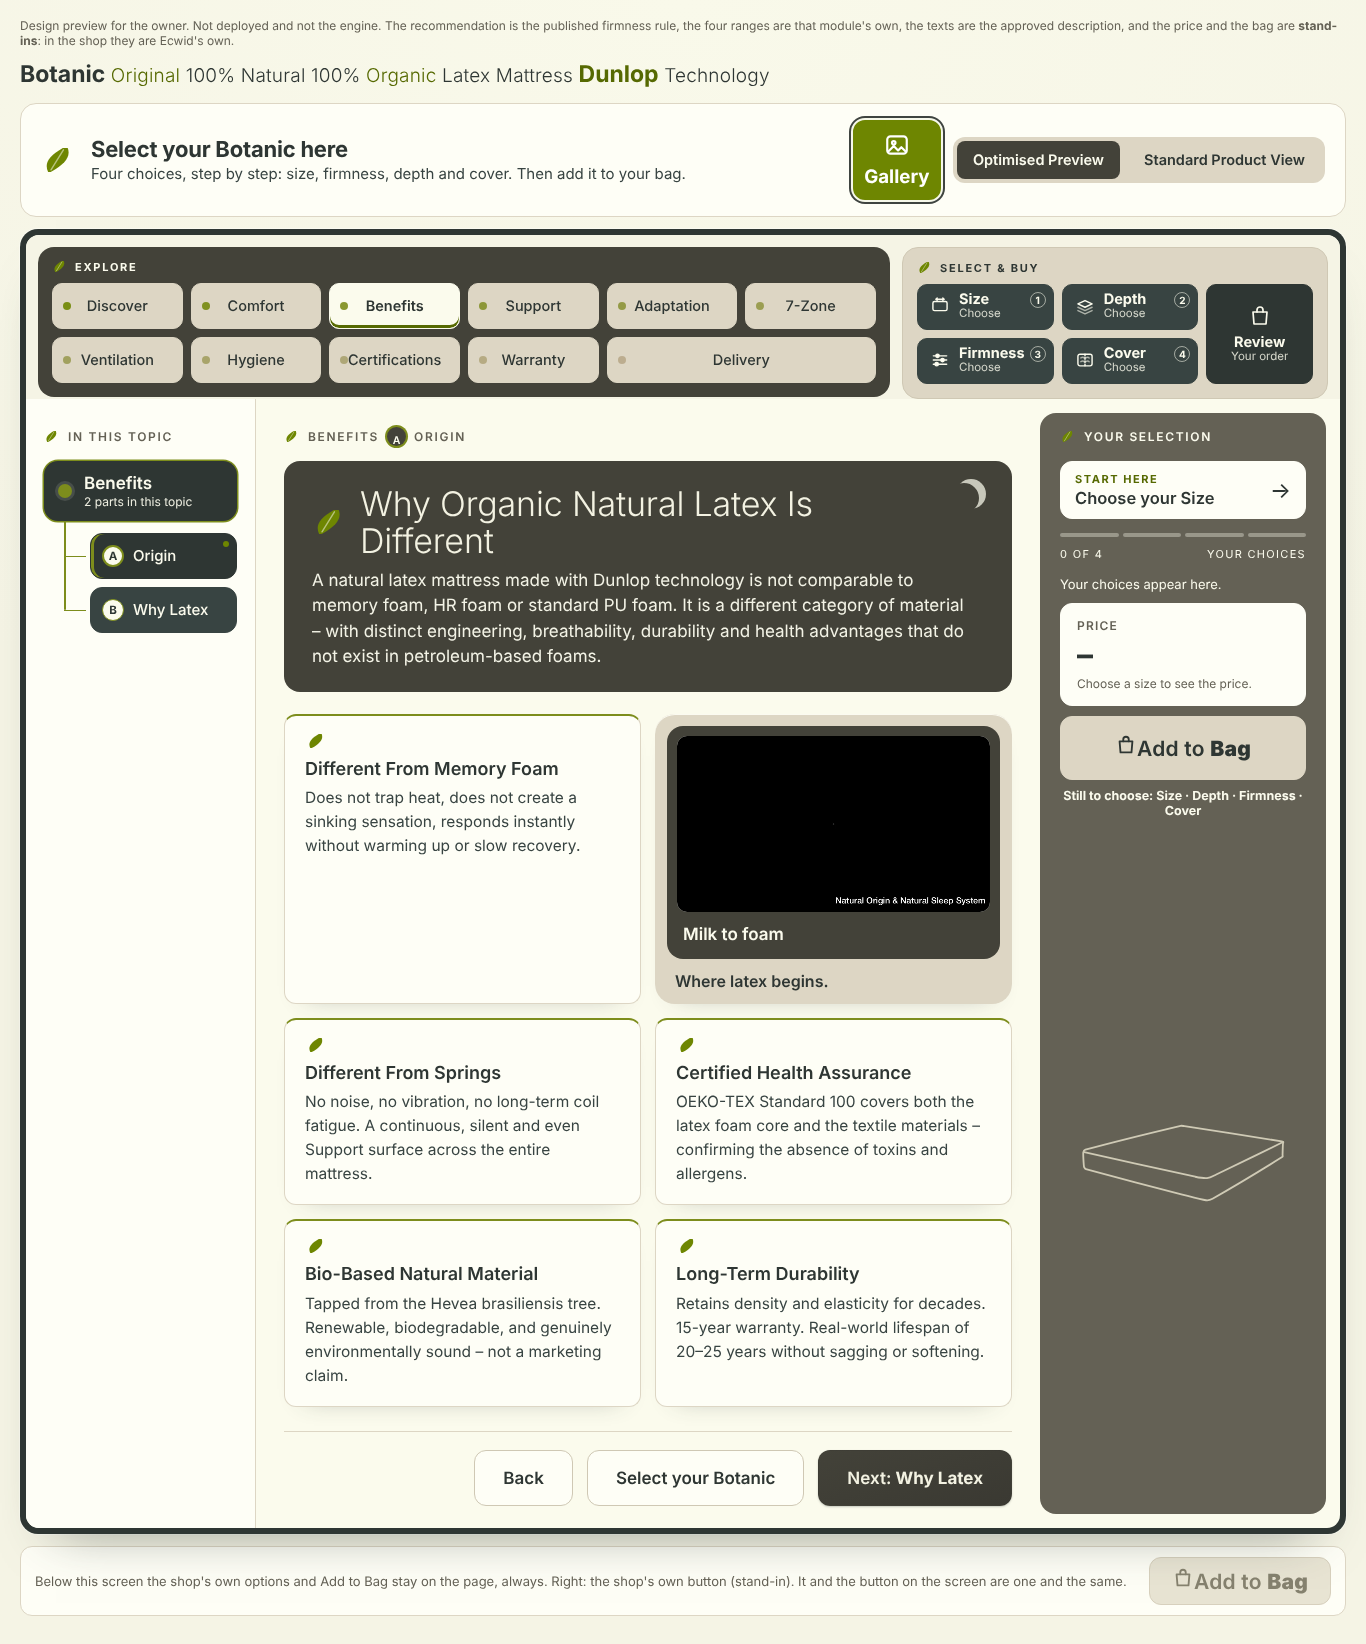 Design preview for the owner. Not deployed and not the engine. The recommendation is the published firmness rule, the four ranges are that module's own, the texts are the approved description, and the price and the bag are stand-
ins: in the shop they are Ecwid's own.
Botanic Original 100% Natural 100% Organic Latex Mattress Dunlop Technology
Select your Botanic here
Four choices, step by step: size, firmness, depth and cover. Then add it to your bag.
Gallery
Optimised Preview
Standard Product View
EXPLORE
Discover
Comfort
Benefits
Support
Adaptation
7-Zone
Ventilation
Hygiene
Certifications
Warranty
Delivery
SELECT & BUY
Size
Choose
1
Depth
Choose
2
Firmness
Choose
3
Cover
Choose
4
Review
Your order
IN THIS TOPIC
Benefits
2 parts in this topic
A Origin
B Why Latex
BENEFITS A ORIGIN
Why Organic Natural Latex Is
Different
A natural latex mattress made with Dunlop technology is not comparable to
memory foam, HR foam or standard PU foam. It is a different category of material
– with distinct engineering, breathability, durability and health advantages that do
not exist in petroleum-based foams.
Different From Memory Foam
Does not trap heat, does not create a
sinking sensation, responds instantly
without warming up or slow recovery.
Natural Origin & Natural Sleep System
Milk to foam
Where latex begins.
Different From Springs
No noise, no vibration, no long-term coil
fatigue. A continuous, silent and even
Support surface across the entire
mattress.
Certified Health Assurance
OEKO-TEX Standard 100 covers both the
latex foam core and the textile materials –
confirming the absence of toxins and
allergens.
Bio-Based Natural Material
Tapped from the Hevea brasiliensis tree.
Renewable, biodegradable, and genuinely
environmentally sound – not a marketing
claim.
Long-Term Durability
Retains density and elasticity for decades.
15-year warranty. Real-world lifespan of
20–25 years without sagging or softening.
Back
Select your Botanic
Next: Why Latex
YOUR SELECTION
START HERE
Choose your Size
0 OF 4
YOUR CHOICES
Your choices appear here.
PRICE
–
Choose a size to see the price.
Add to Bag
Still to choose: Size · Depth · Firmness ·
Cover
Below this screen the shop's own options and Add to Bag stay on the page, always. Right: the shop's own button (stand-in). It and the button on the screen are one and the same.
Add to Bag